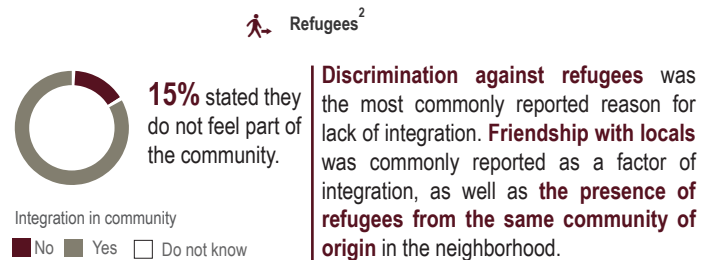 Refugees²
15% stated they
do not feel part of
the community.
Integration in community
No Yes Do not know
Discrimination against refugees was
the most commonly reported reason for
lack of integration. Friendship with locals
was commonly reported as a factor of
integration, as well as the presence of
refugees from the same community of
origin in the neighborhood.